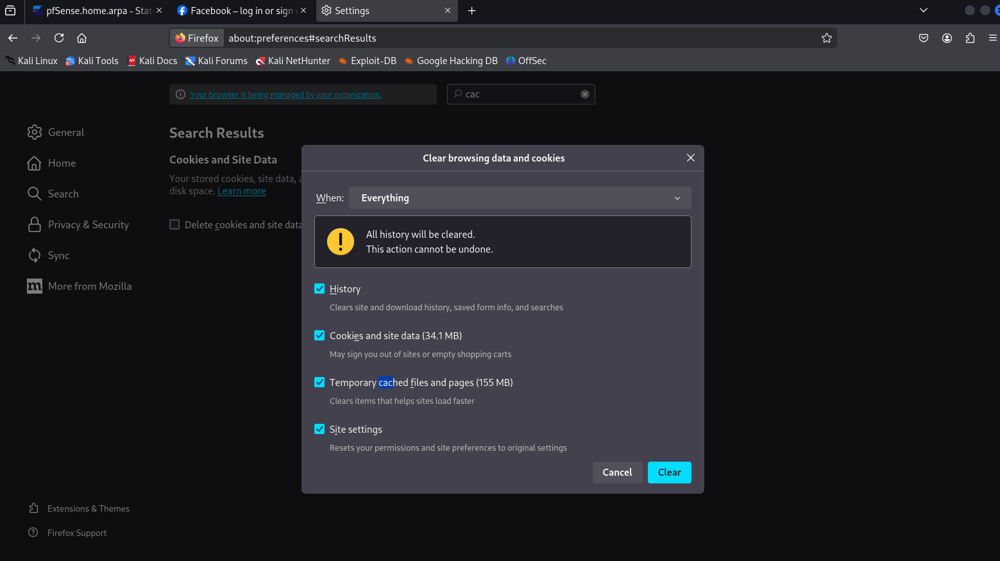 pfSense.home.arpa - Stat
Facebook – log in or sign u
Settings
Firefox about:preferences#searchResults
Kali Linux Kali Tools Kali Docs Kali Forums Kali NetHunter Exploit-DB Google Hacking DB OffSec
Your browser is being managed by your organization.
cac
General
Home
Search
Privacy & Security
Sync
More from Mozilla
Extensions & Themes
Firefox Support
Search Results
Cookies and Site Data
Your stored cookies, site data, a
disk space. Learn more
Delete cookies and site data
Clear browsing data and cookies
When: Everything
All history will be cleared.
This action cannot be undone.
History
Clears site and download history, saved form info, and searches
Cookies and site data (34.1 MB)
May sign you out of sites or empty shopping carts
Temporary cached files and pages (155 MB)
Clears items that helps sites load faster
Site settings
Resets your permissions and site preferences to original settings
Cancel Clear